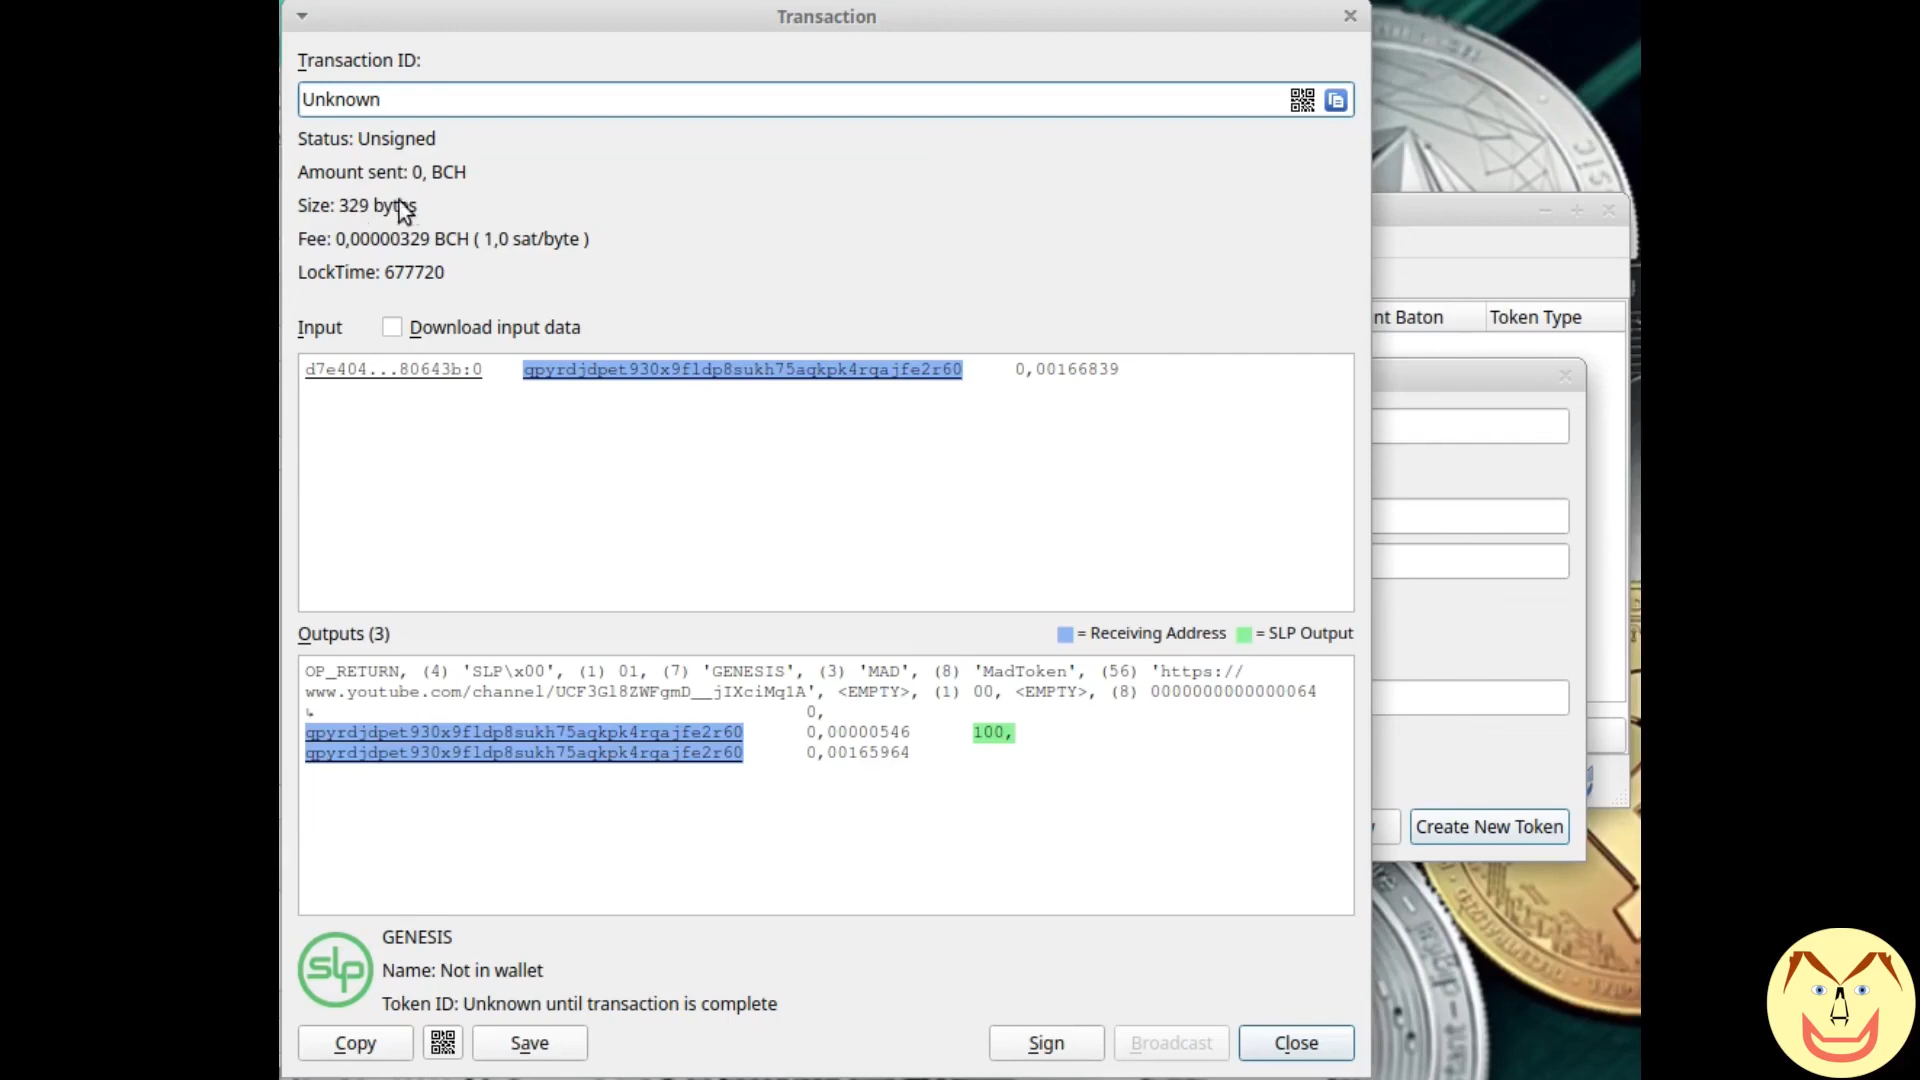 Transaction
Transaction ID:
Unknown
Status: Unsigned
Amount sent: 0, BCH
Size: 329 bytes
Fee: 0,00000329 BCH ( 1,0 sat/byte )
LockTime: 677720
Input Download input data
d7e404...80643b:0 qpyrdjdpet930x9fldp8sukh75aqkpk4rqajfe2r60 0,00166839
Outputs (3) = Receiving Address = SLP Output
OP_RETURN, (4) 'SLP\x00', (1) 01, (7) 'GENESIS', (3) 'MAD', (8) 'MadToken', (56) 'https://
www.youtube.com/channel/UCF3Gl8ZWFgmD__jIXciMq1A', <EMPTY>, (1) 00, <EMPTY>, (8) 0000000000000064
0,
qpyrdjdpet930x9fldp8sukh75aqkpk4rqajfe2r60 0,00000546 100,
qpyrdjdpet930x9fldp8sukh75aqkpk4rqajfe2r60 0,00165964
slp
GENESIS
Name: Not in wallet
Token ID: Unknown until transaction is complete
Copy Save Sign Broadcast Close
nt Baton Token Type
Create New Token